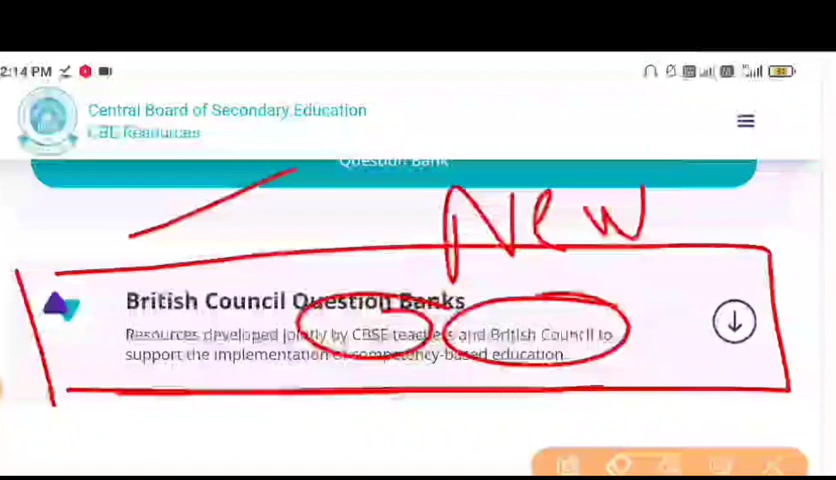 2:14 PM
Central Board of Secondary Education
CBE Resources
Question Bank
New
British Council Question Banks
Resources developed jointly by CBSE teachers and British Council to
support the implementation of competency-based education.